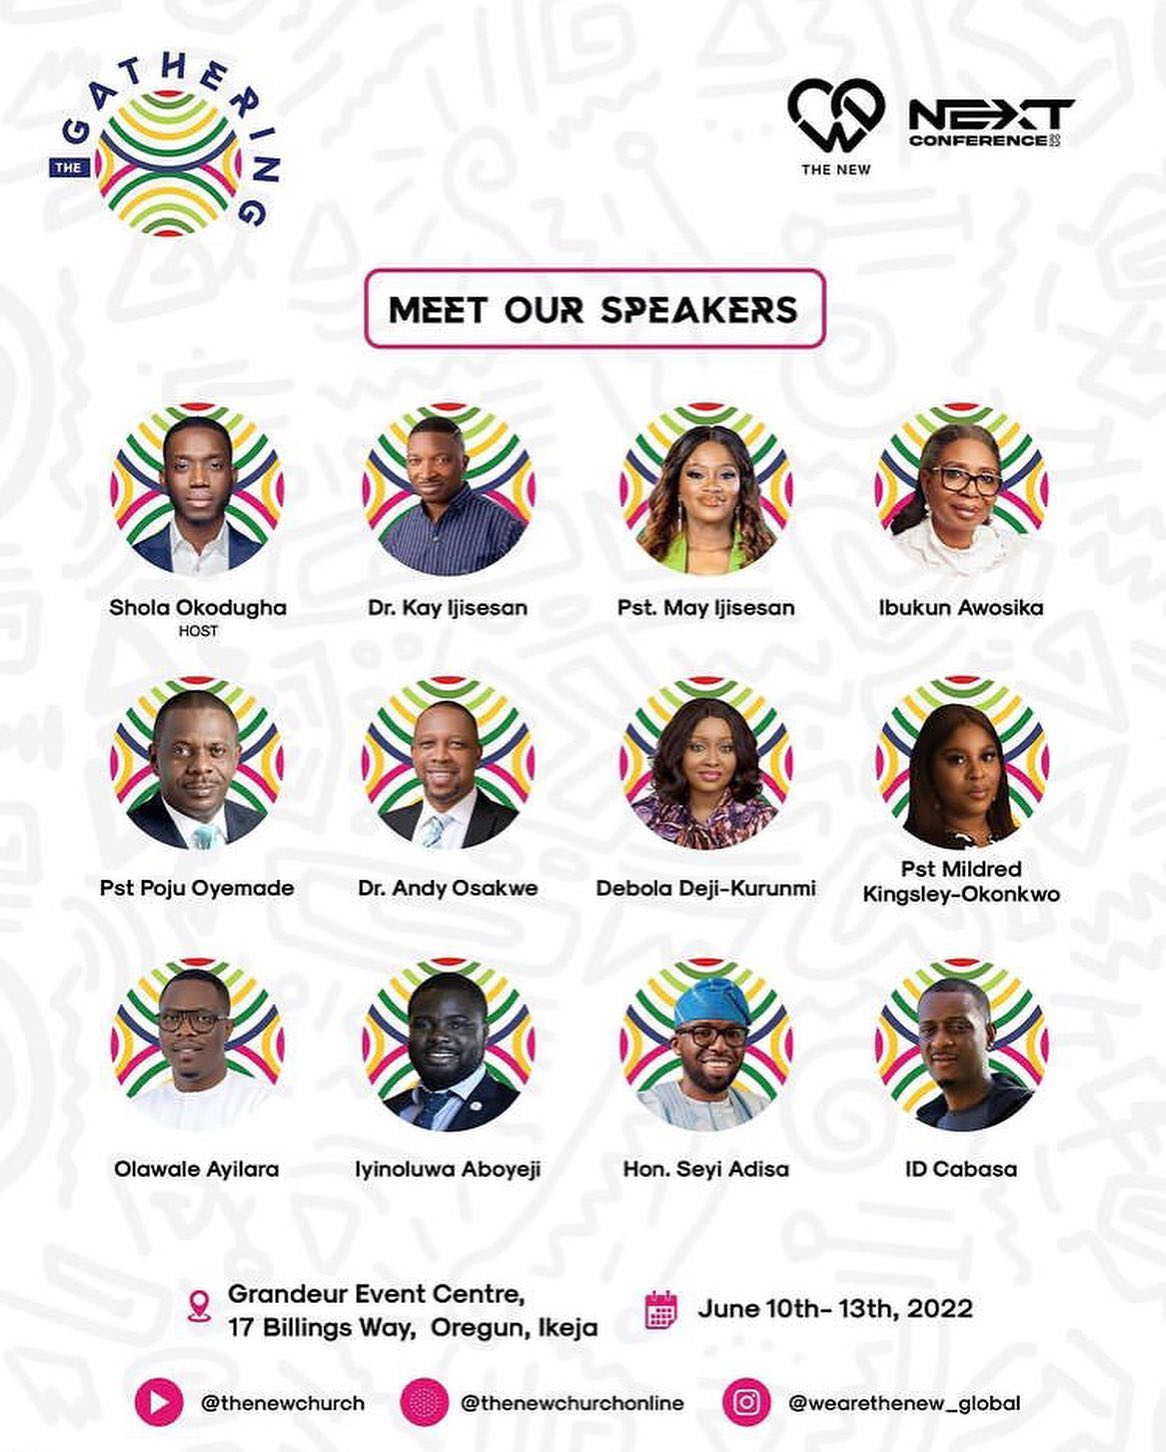 THE GATHERING
THE NEW
NEXT
CONFERENCE
MEET OUR SPEAKERS
Shola Okodugha
HOST
Dr. Kay Ijisesan
Pst. May Ijisesan
Ibukun Awosika
Pst Poju Oyemade
Dr. Andy Osakwe
Debola Deji-Kurunmi
Pst Mildred
Kingsley-Okonkwo
Olawale Ayilara
Iyinoluwa Aboyeji
Hon. Seyi Adisa
ID Cabasa
Grandeur Event Centre,
17 Billings Way, Oregun, Ikeja
June 10th- 13th, 2022
@thenewchurch
@thenewchurchonline
@wearethenew_global